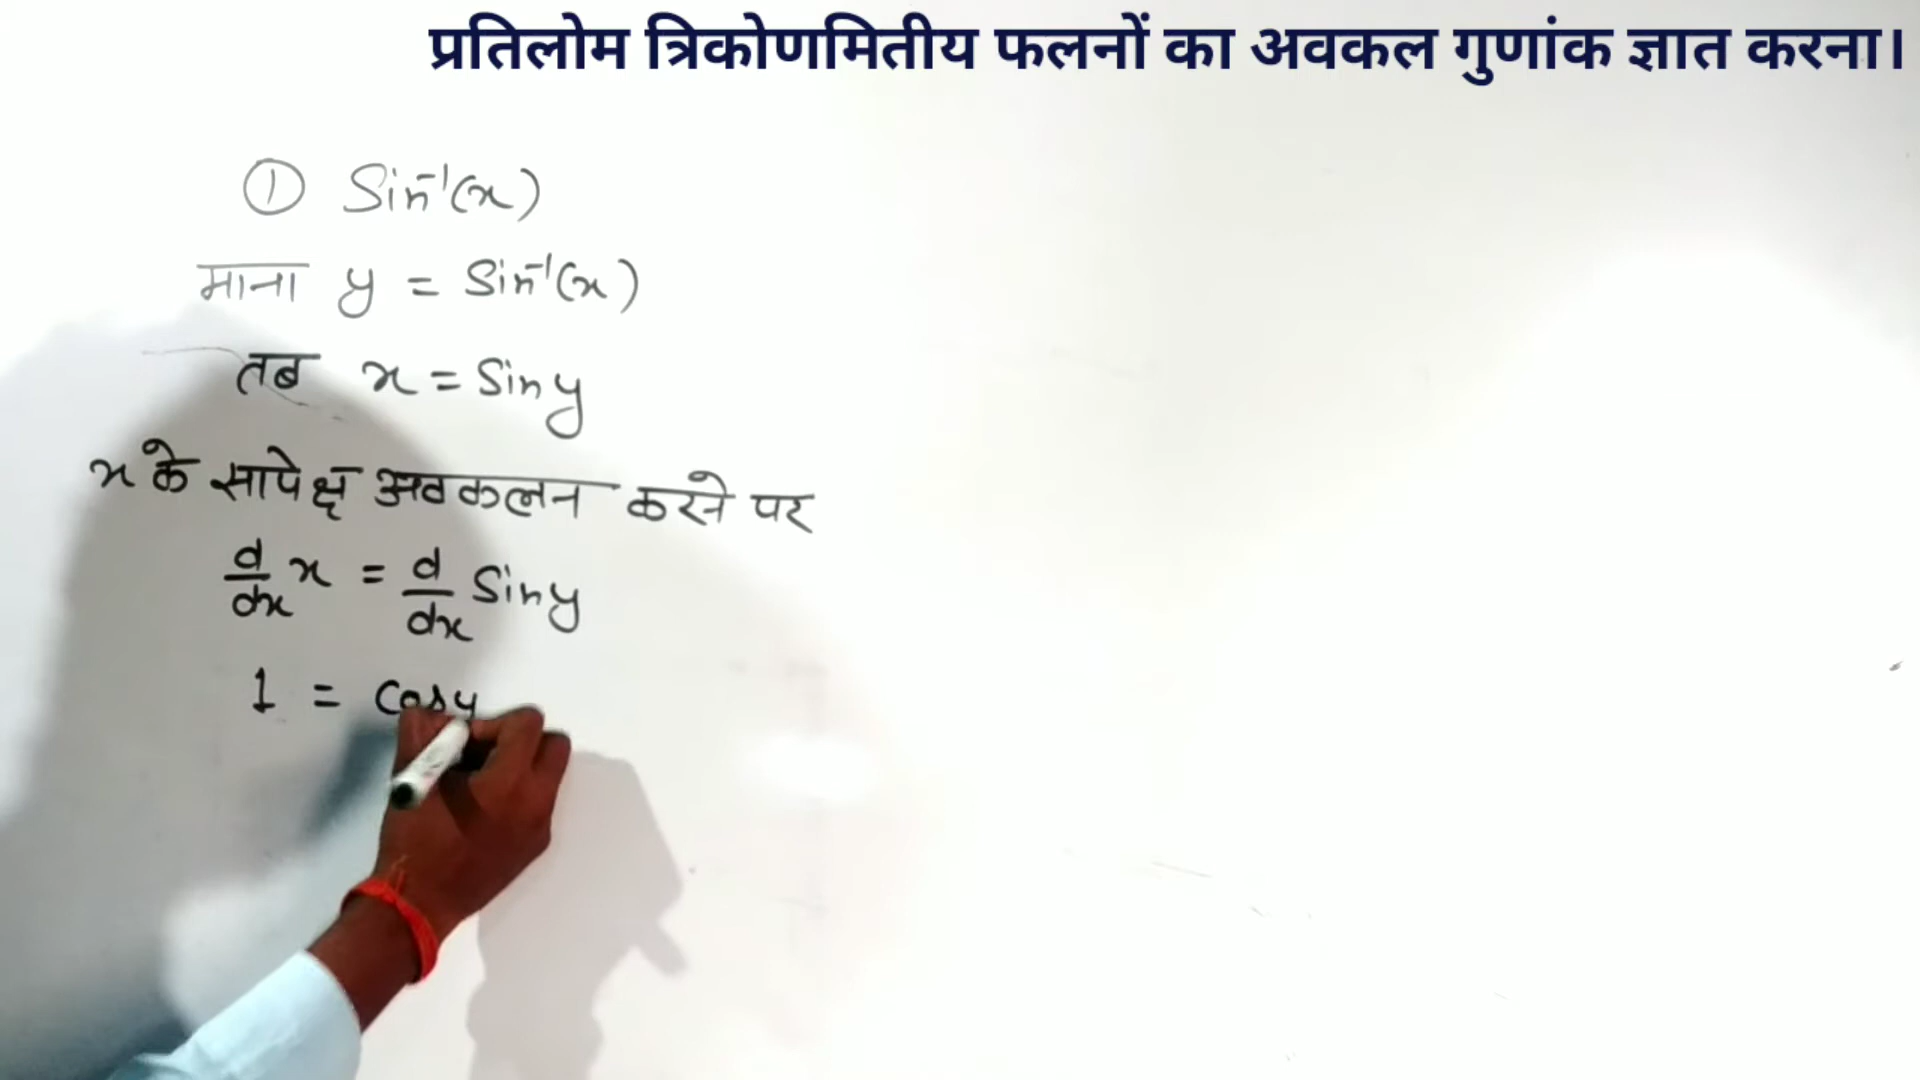 प्रतिलोम त्रिकोणमितीय फलनों का अवकल गुणांक ज्ञात करना।
① Sin⁻¹(x)
माना y = Sin⁻¹(x)
तब x = Sin y
x के सापेक्ष अवकलन करने पर
d/dx x = d/dx Sin y
1 = Cos y